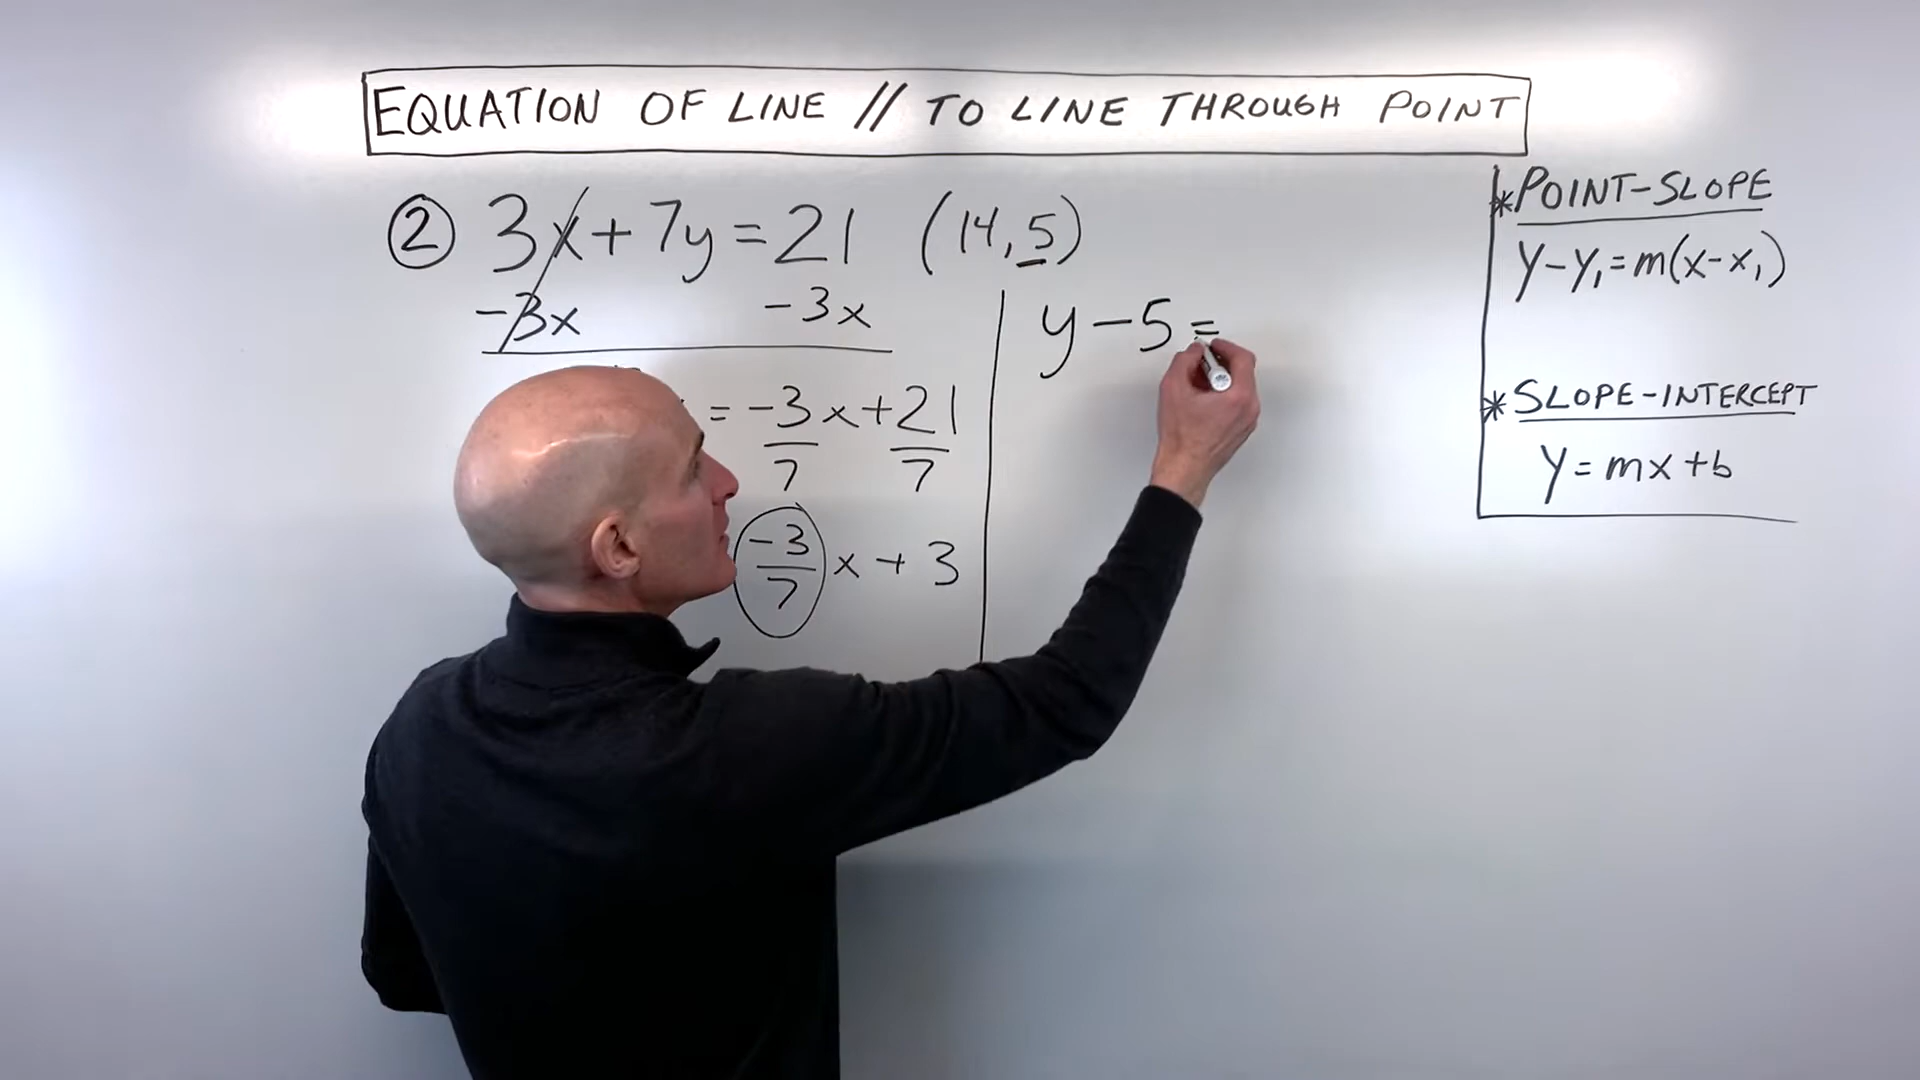 EQUATION OF LINE // TO LINE THROUGH POINT
② 3x + 7y = 21 (14, 5)
-3x -3x
= -3x + 21
7 7
-3/7 x + 3
y - 5 =
* POINT-SLOPE
y - y₁ = m(x - x₁)
* SLOPE-INTERCEPT
y = mx + b